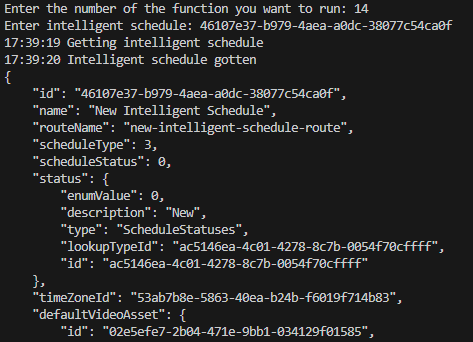 Enter the number of the function you want to run: 14
Enter intelligent schedule: 46107e37-b979-4aea-a0dc-38077c54ca0f
17:39:19 Getting intelligent schedule
17:39:20 Intelligent schedule gotten
{
    "id": "46107e37-b979-4aea-a0dc-38077c54ca0f",
    "name": "New Intelligent Schedule",
    "routeName": "new-intelligent-schedule-route",
    "scheduleType": 3,
    "scheduleStatus": 0,
    "status": {
        "enumValue": 0,
        "description": "New",
        "type": "ScheduleStatuses",
        "lookupTypeId": "ac5146ea-4c01-4278-8c7b-0054f70cffff",
        "id": "ac5146ea-4c01-4278-8c7b-0054f70cffff"
    },
    "timeZoneId": "53ab7b8e-5863-40ea-b24b-f6019f714b83",
    "defaultVideoAsset": {
        "id": "02e5efe7-2b04-471e-9bb1-034129f01585",